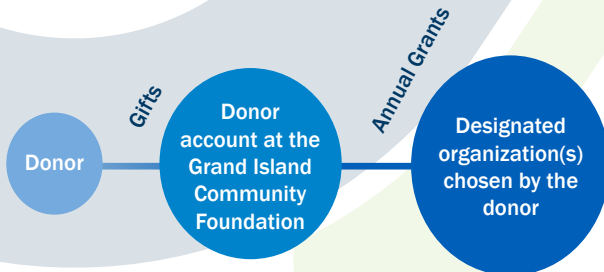 Donor
Gifts
Donor
account at the
Grand Island
Community
Foundation
Annual Grants
Designated
organization(s)
chosen by the
donor